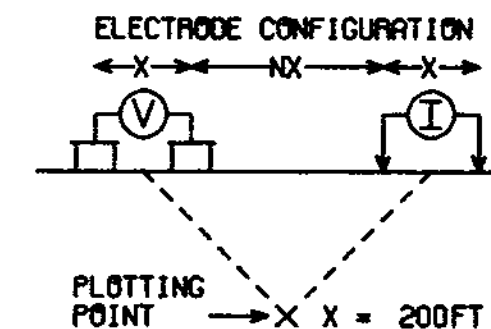 ELECTRODE CONFIGURATION
X NX X
V I
PLOTTING
POINT X X = 200FT